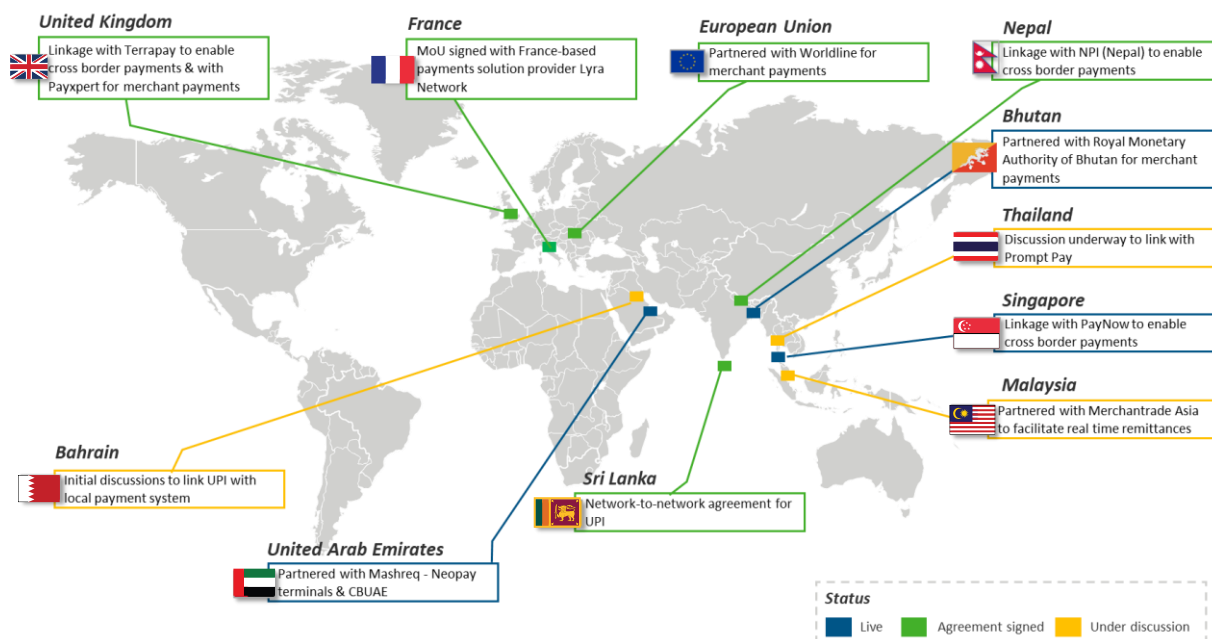 United Kingdom
Linkage with Terrapay to enable
cross border payments & with
Payxpert for merchant payments
France
MoU signed with France-based
payments solution provider Lyra
Network
European Union
Partnered with Worldline for
merchant payments
Nepal
Linkage with NPI (Nepal) to enable
cross border payments
Bhutan
Partnered with Royal Monetary
Authority of Bhutan for merchant
payments
Thailand
Discussion underway to link with
Prompt Pay
Singapore
Linkage with PayNow to enable
cross border payments
Malaysia
Partnered with Merchantrade Asia
to facilitate real time remittances
Bahrain
Initial discussions to link UPI with
local payment system
Sri Lanka
Network-to-network agreement for
UPI
United Arab Emirates
Partnered with Mashreq - Neopay
terminals & CBUAE
Status
Live
Agreement signed
Under discussion